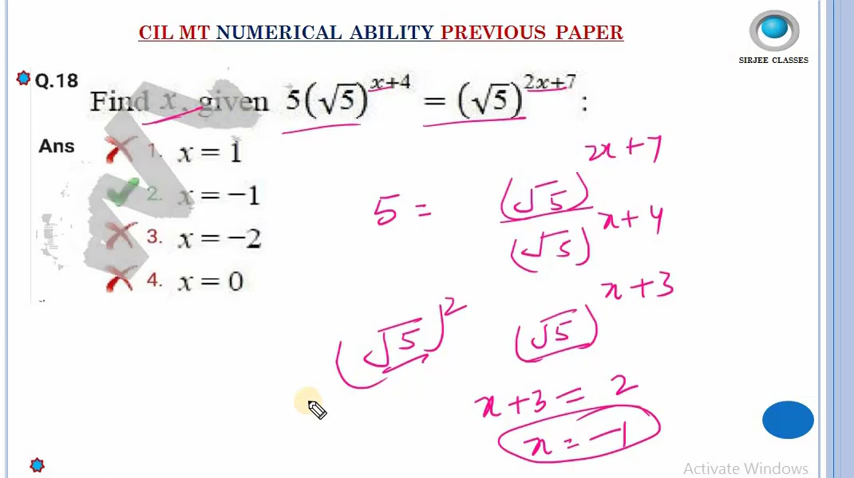 CIL MT NUMERICAL ABILITY PREVIOUS PAPER
SIRJEE CLASSES
Q.18
Find x, given 5(√5)^{x+4} = (√5)^{2x+7} :
Ans
1. x = 1
2. x = −1
3. x = −2
4. x = 0
5 = (√5)^{2x+7} / (√5)^{x+4}
(√5)^2 (√5)^{x+3}
x+3 = 2
x = −1
Activate Windows